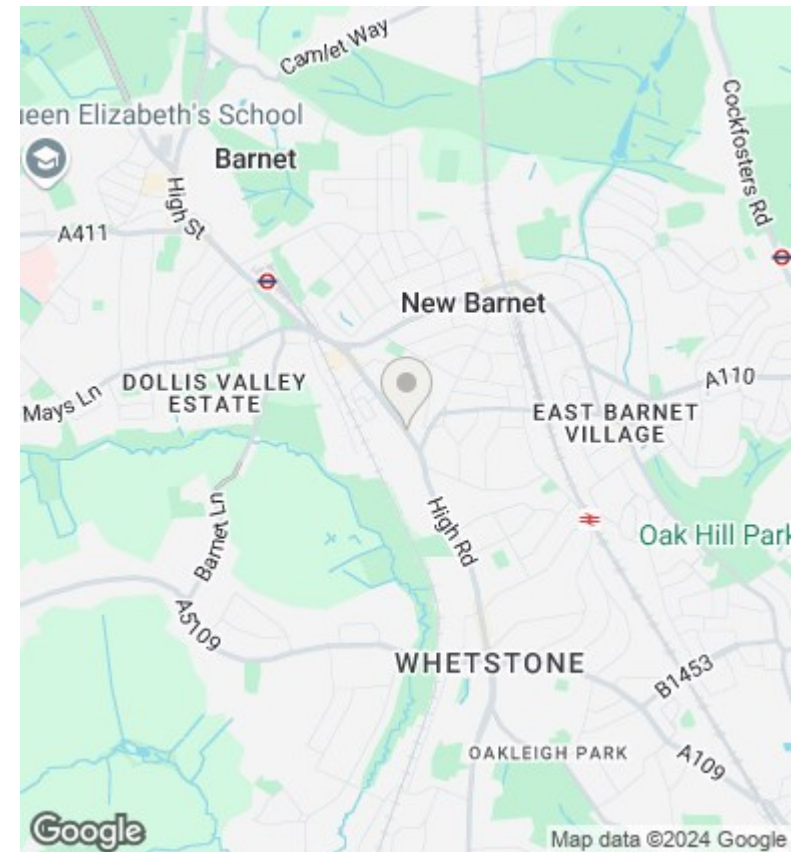 Camlet Way
ueen Elizabeth's School
Barnet
Cockfosters Rd
High St
A411
New Barnet
DOLLIS VALLEY
ESTATE
A110
Mays Ln
EAST BARNET
VILLAGE
High Rd
Barnet Ln
Oak Hill Park
A5109
WHETSTONE
B1453
OAKLEIGH PARK
A109
Google
Map data ©2024 Google